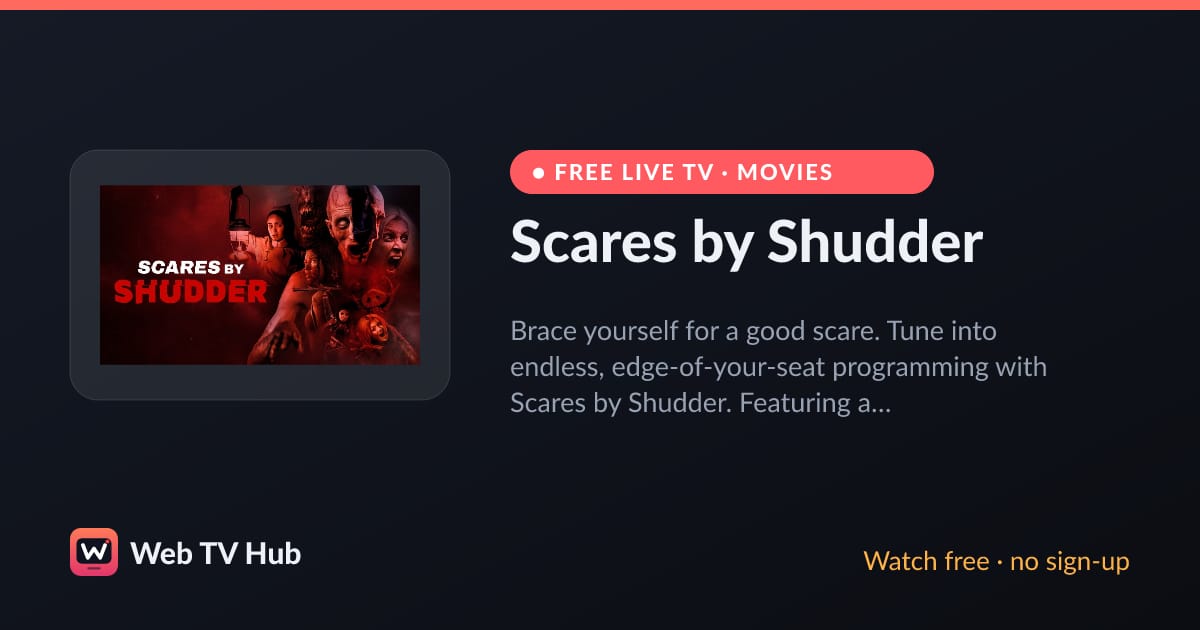 SCARES BY
SHUDDER
● FREE LIVE TV · MOVIES
Scares by Shudder
Brace yourself for a good scare. Tune into
endless, edge-of-your-seat programming with
Scares by Shudder. Featuring a...
W
Web TV Hub
Watch free · no sign-up